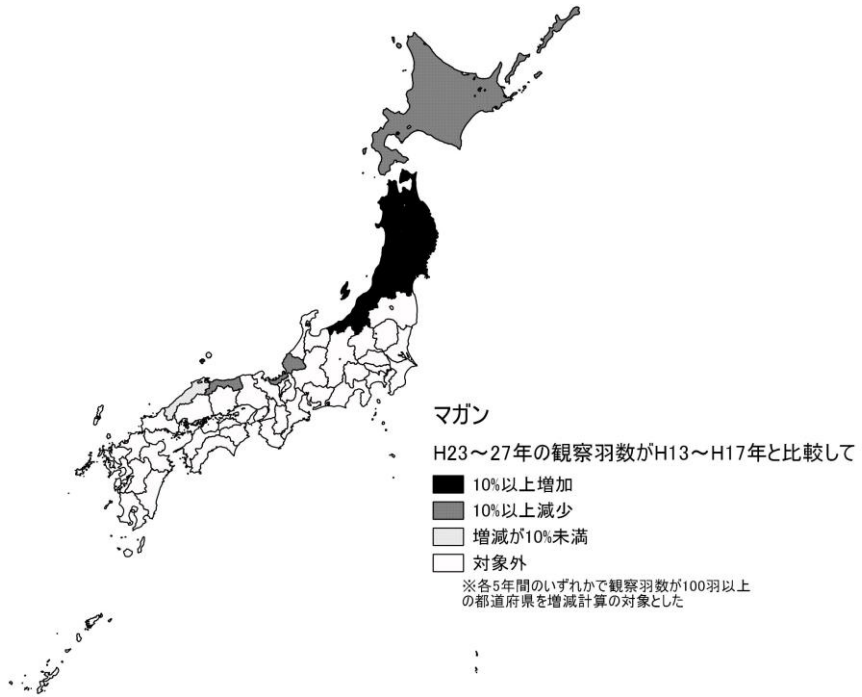 マガン
H23～27年の観察羽数がH13～H17年と比較して
10%以上増加
10%以上減少
増減が10%未満
対象外
※各5年間のいずれかで観察羽数が100羽以上
の都道府県を増減計算の対象とした